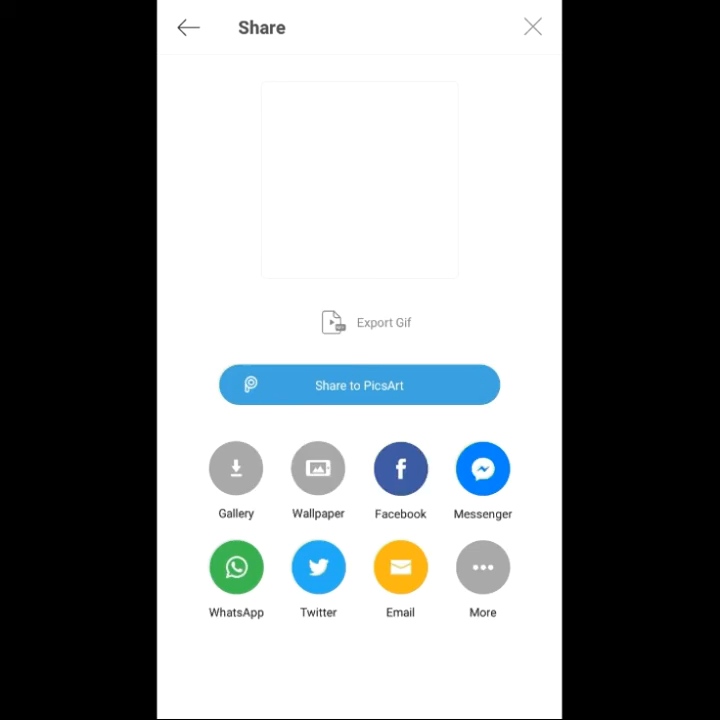 Share
Export Gif
Share to PicsArt
Gallery
Wallpaper
Facebook
Messenger
WhatsApp
Twitter
Email
More